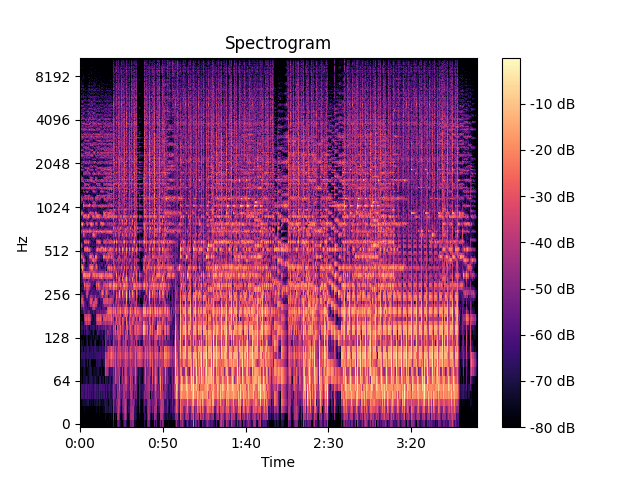 Spectrogram
8192
4096
2048
1024
512
256
128
64
0
Hz
0:00 0:50 1:40 2:30 3:20
Time
-10 dB
-20 dB
-30 dB
-40 dB
-50 dB
-60 dB
-70 dB
-80 dB